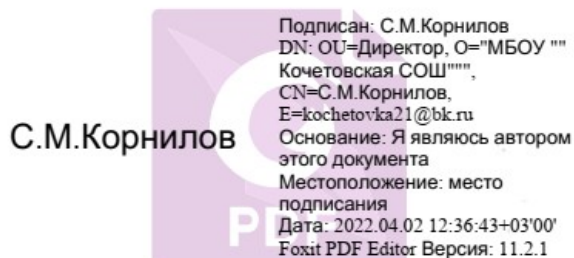 С.М.Корнилов
Подписан: С.М.Корнилов
DN: OU=Директор, O="МБОУ ""
Кочетовская СОШ""",
CN=С.М.Корнилов,
E=kochetovka21@bk.ru
Основание: Я являюсь автором
этого документа
Местоположение: место
подписания
Дата: 2022.04.02 12:36:43+03'00'
Foxit PDF Editor Версия: 11.2.1
PDF